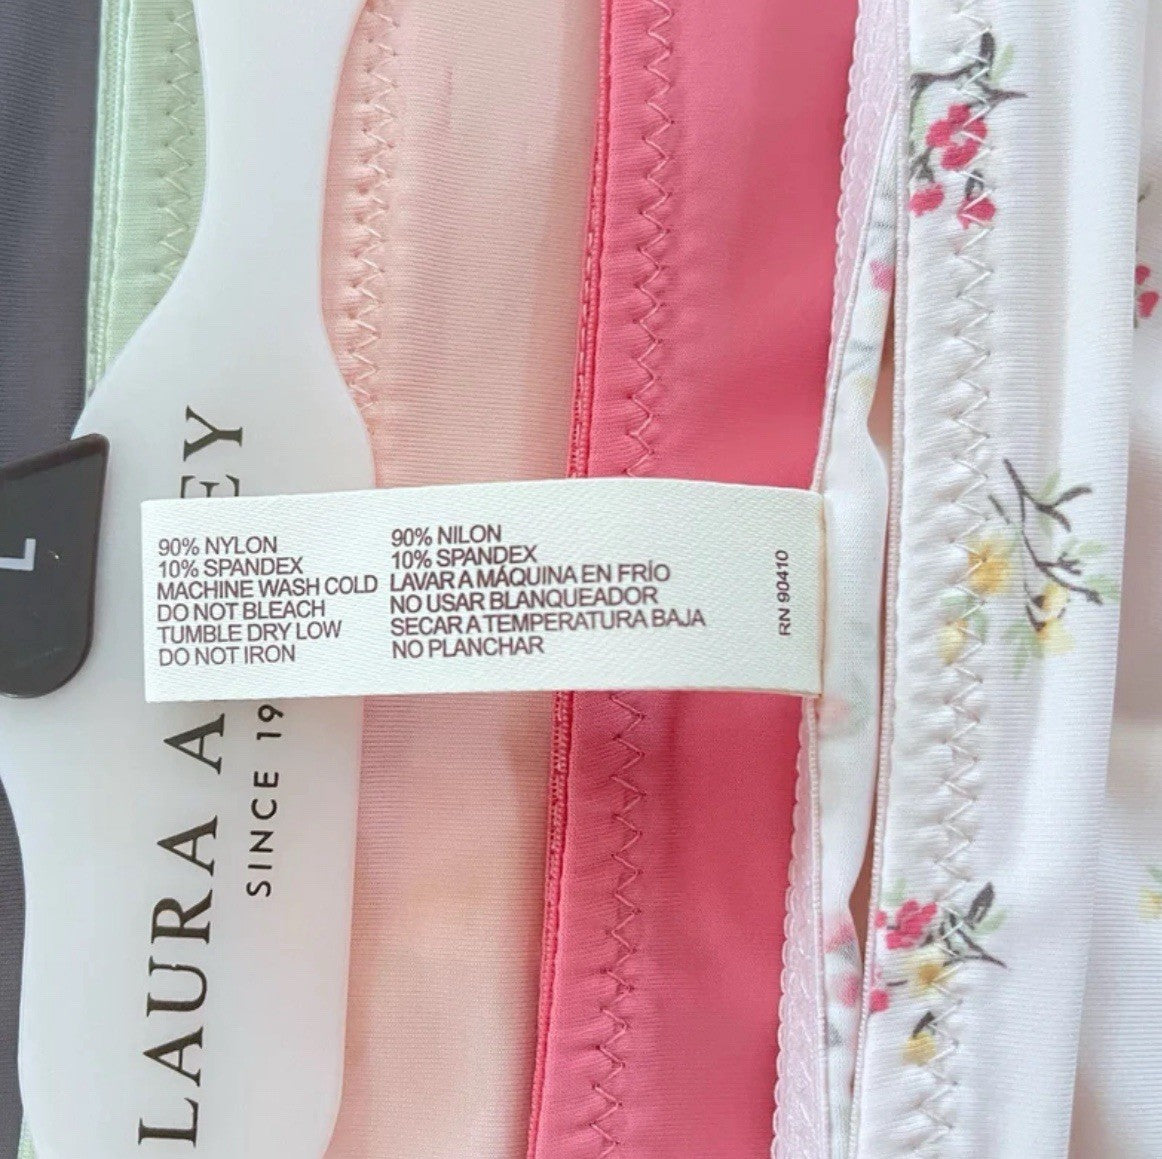 90% NYLON
10% SPANDEX
MACHINE WASH COLD
DO NOT BLEACH
TUMBLE DRY LOW
DO NOT IRON
90% NILON
10% SPANDEX
LAVAR A MÁQUINA EN FRÍO
NO USAR BLANQUEADOR
SECAR A TEMPERATURA BAJA
NO PLANCHAR
RN 90410
LAURA A EY
SINCE 19
L